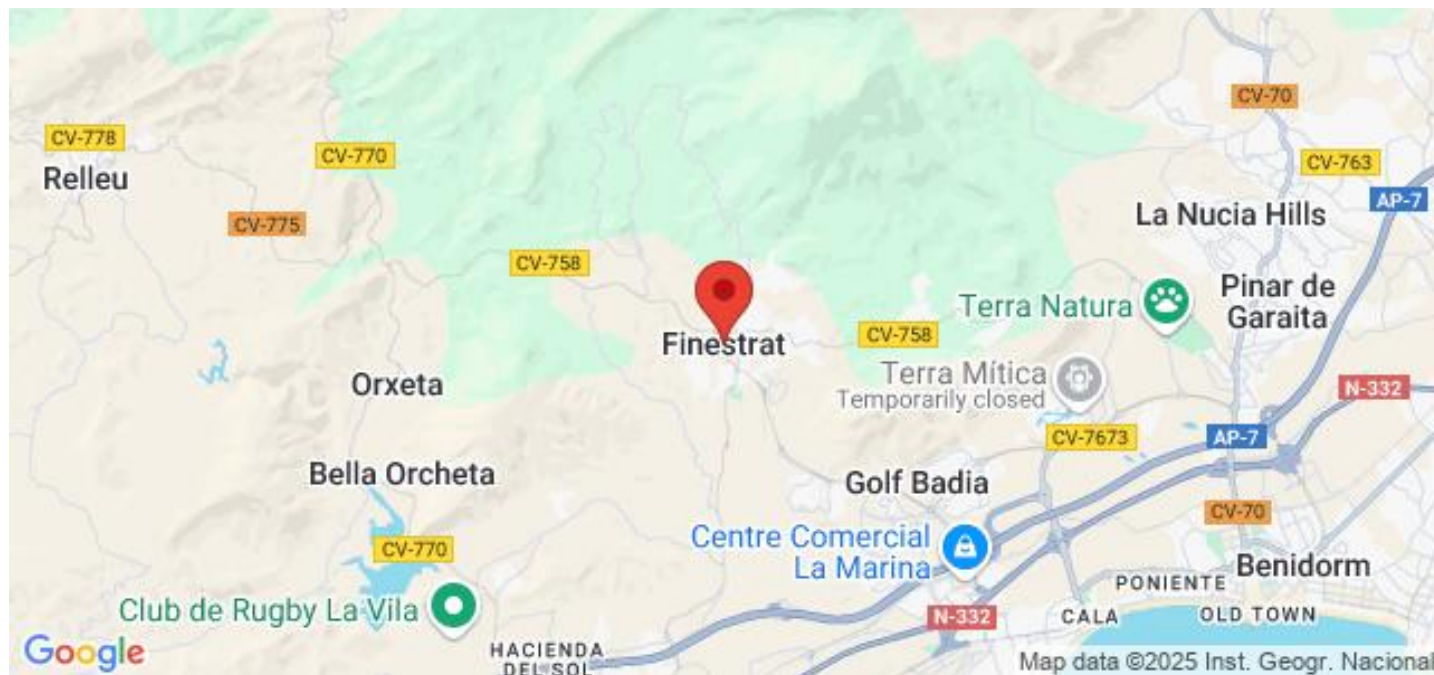 CV-70
CV-778
CV-770
CV-763
Relleu
AP-7
La Nucia Hills
CV-775
CV-758
Terra Natura
Pinar de
Garaita
Finestrat
CV-758
Terra Mítica
Temporarily closed
Orxeta
N-332
CV-7673
AP-7
Bella Orcheta
Golf Badia
CV-70
Centre Comercial
La Marina
CV-770
Benidorm
PONIENTE
Club de Rugby La Vila
N-332
CALA
OLD TOWN
HACIENDA
DEL SOL
Google
Map data ©2025 Inst. Geogr. Nacional